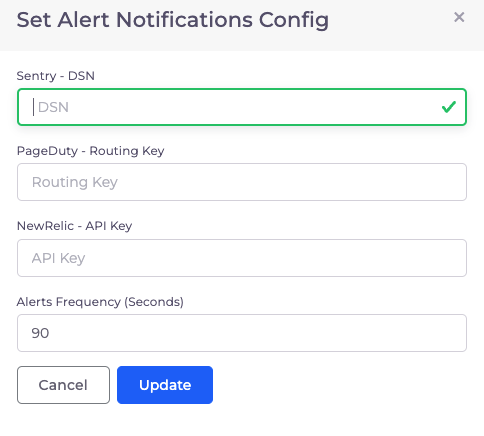 Set Alert Notifications Config
Sentry - DSN
DSN
PageDuty - Routing Key
Routing Key
NewRelic - API Key
API Key
Alerts Frequency (Seconds)
90
Cancel Update